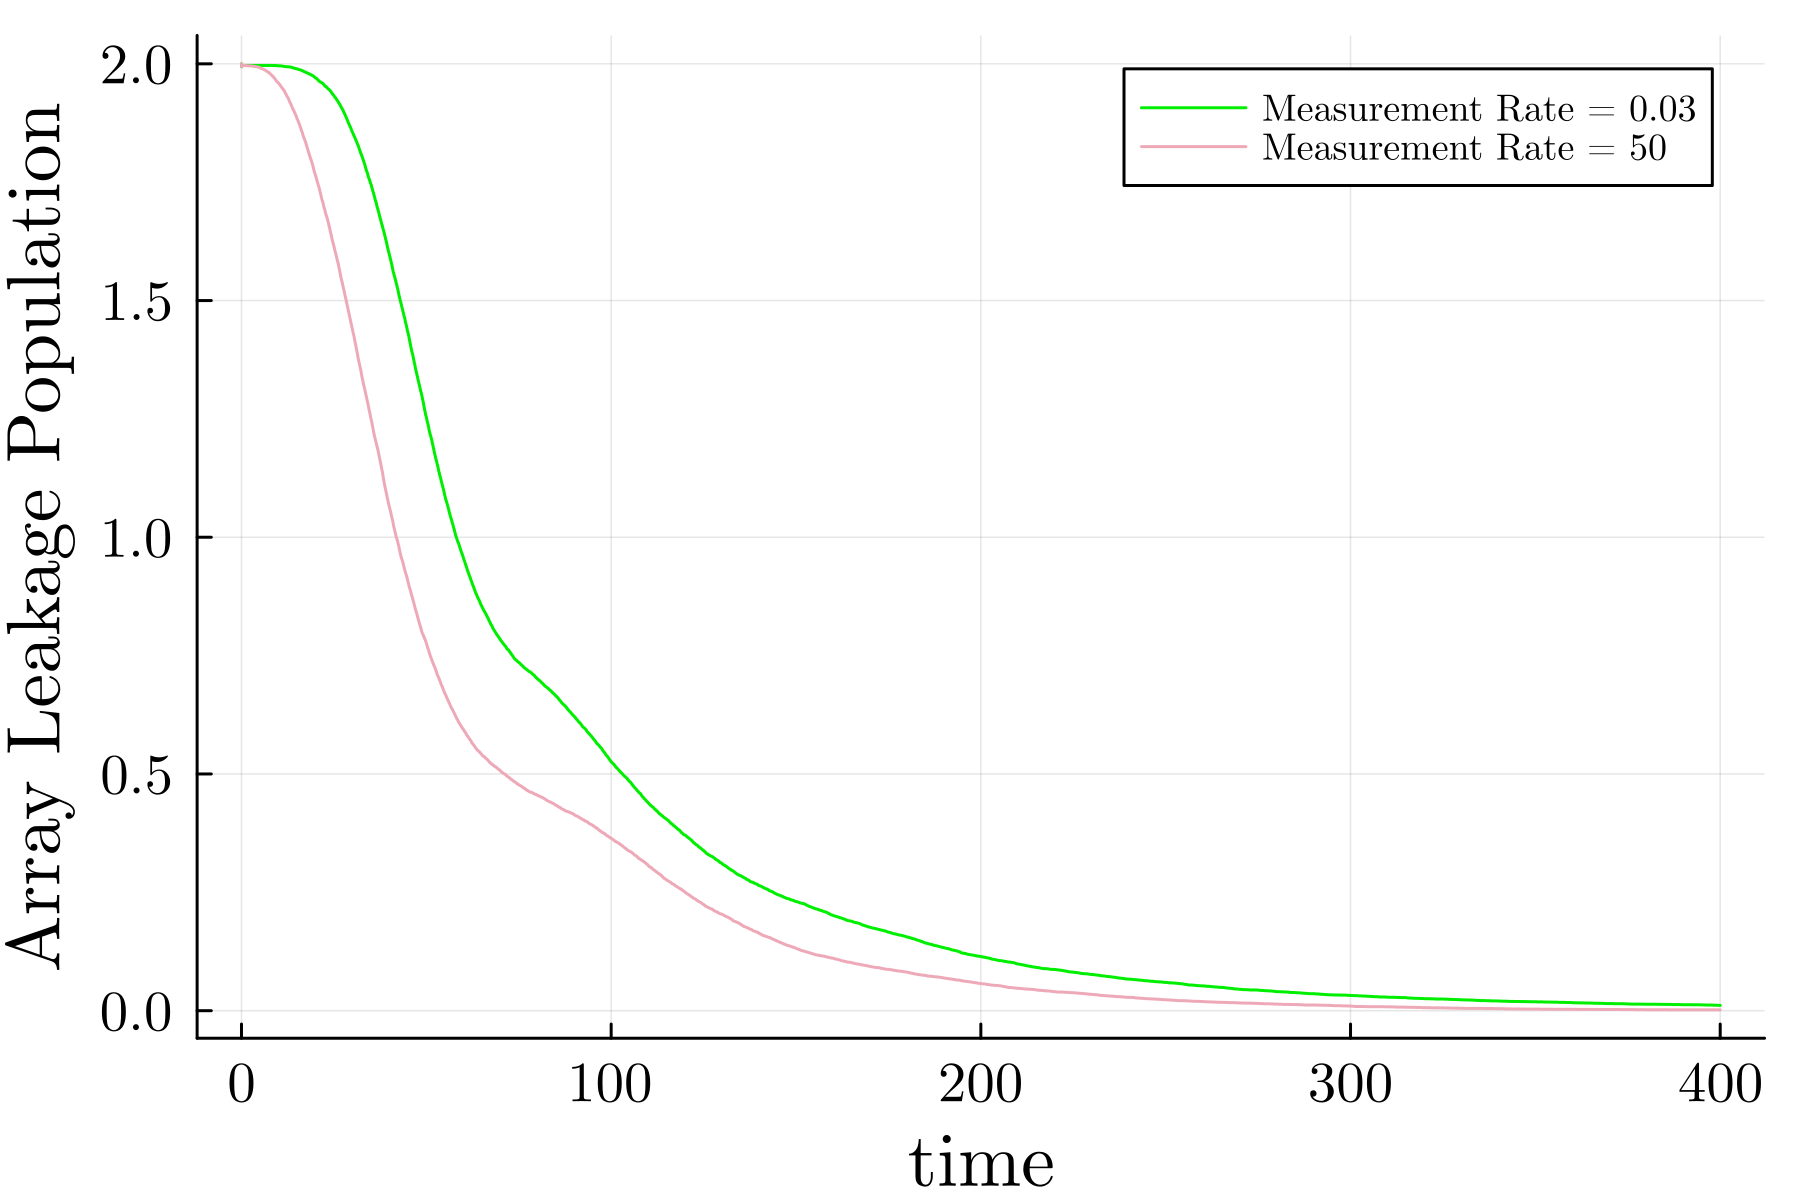 Array Leakage Population
2.0
1.5
1.0
0.5
0.0
Measurement Rate = 0.03
Measurement Rate = 50
0 100 200 300 400
time